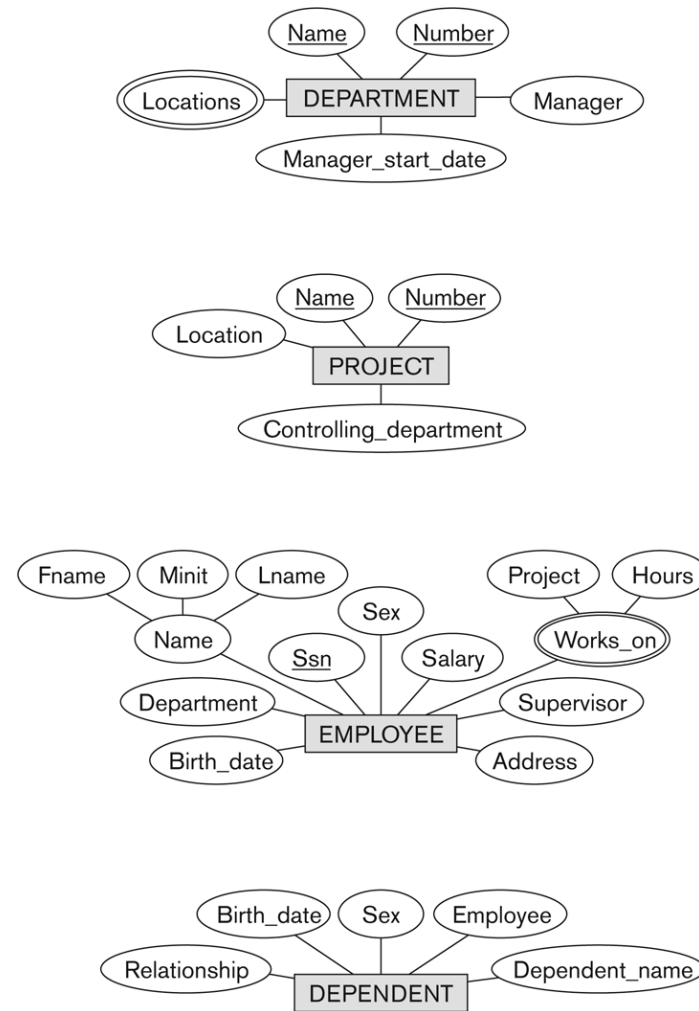 Name Number
Locations DEPARTMENT Manager
Manager_start_date
Name Number
Location
PROJECT
Controlling_department
Fname Minit Lname Project Hours
Sex
Name Works_on
Ssn Salary
Department Supervisor
EMPLOYEE
Birth_date Address
Birth_date Sex Employee
Relationship Dependent_name
DEPENDENT